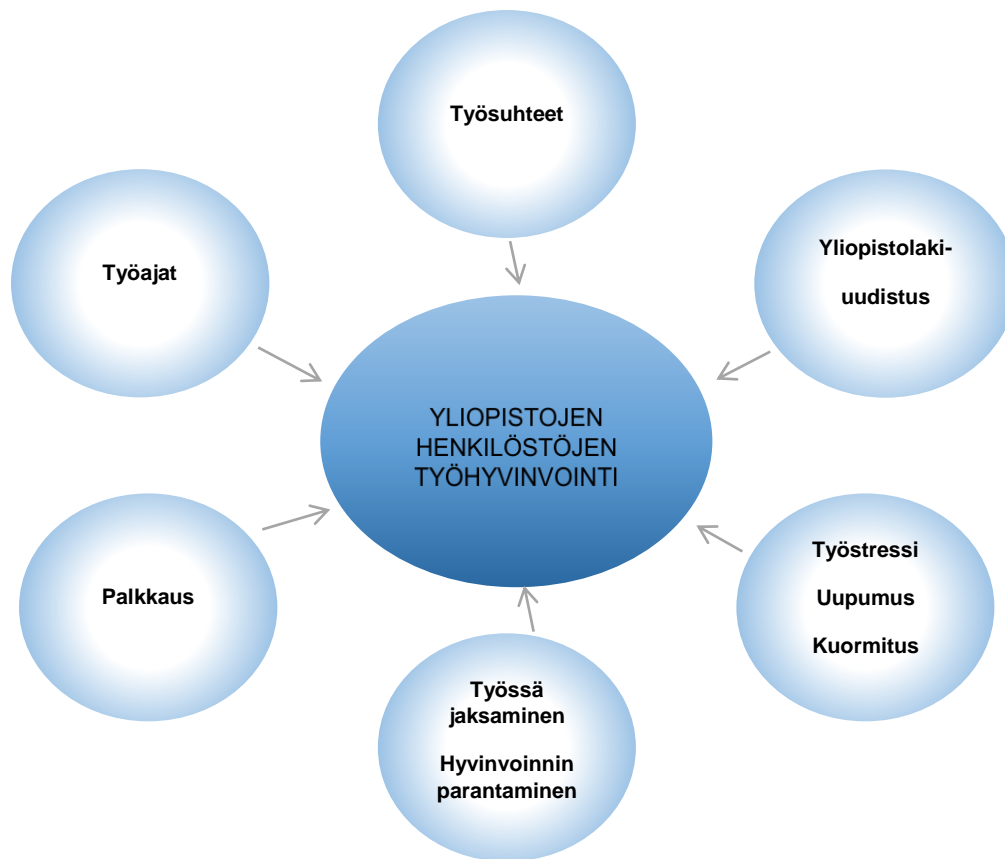 Työsuhteet
Työajat
Yliopistolaki-
uudistus
YLIOPISTOJEN
HENKILÖSTÖJEN
TYÖHYVINVOINTI
Palkkaus
Työstressi
Uupumus
Kuormitus
Työssä
jaksaminen
Hyvinvoinnin
parantaminen